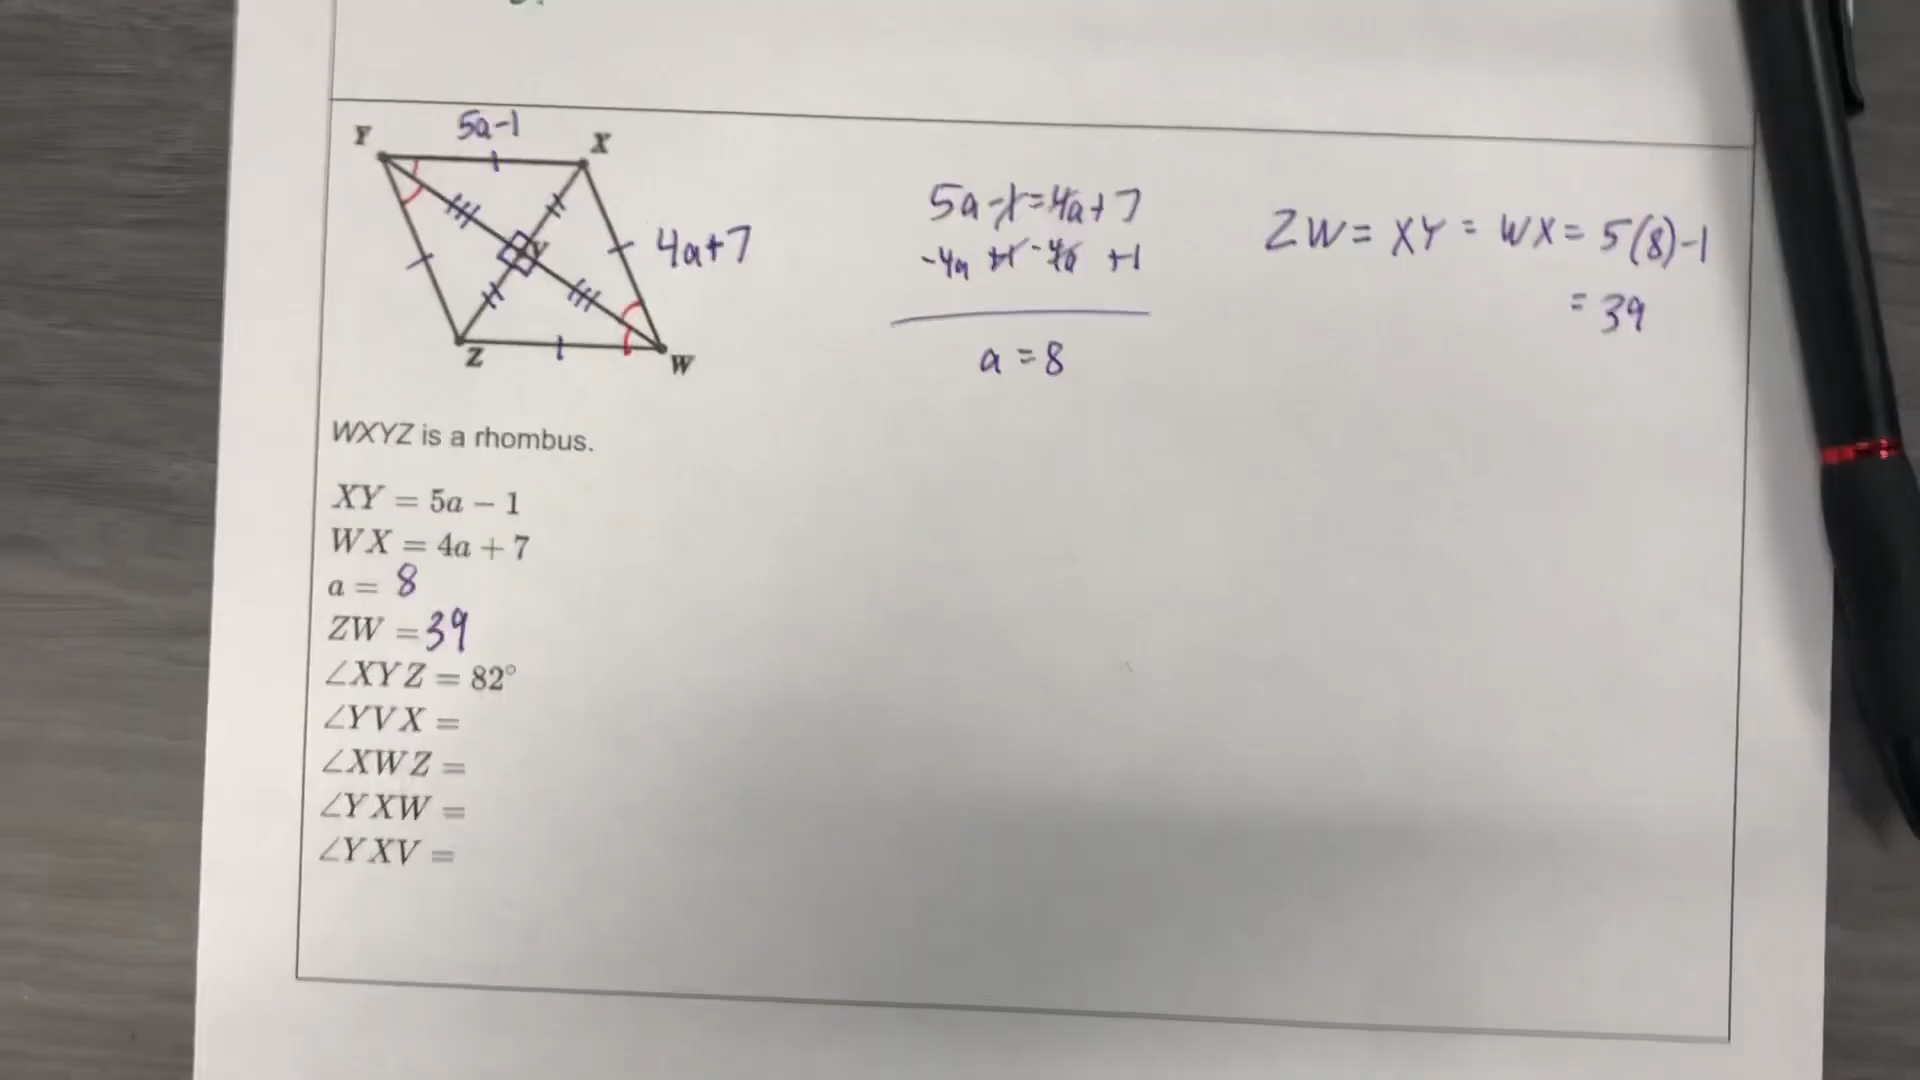 5a-1
Y
X
V
4a+7
Z
W
5a-1=4a+7
-4a +1 -4a +1
a = 8
ZW = XY = WX = 5(8)-1
= 39
WXYZ is a rhombus.
XY = 5a − 1
WX = 4a + 7
a = 8
ZW = 39
∠XYZ = 82°
∠YVX =
∠XWZ =
∠YXW =
∠YXV =